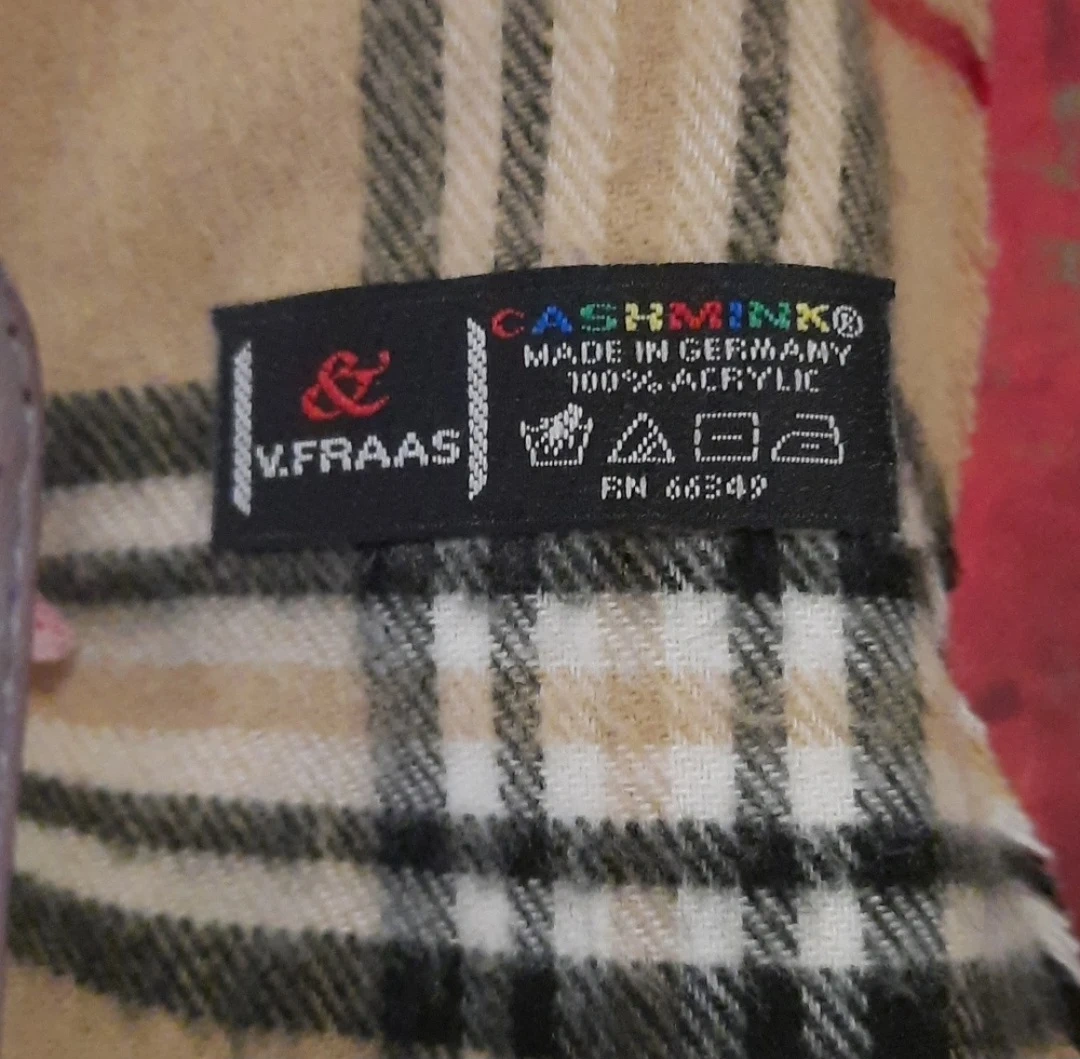 &
V.FRAAS
CASHMINK®
MADE IN GERMANY
100% ACRYLIC
RN 66349